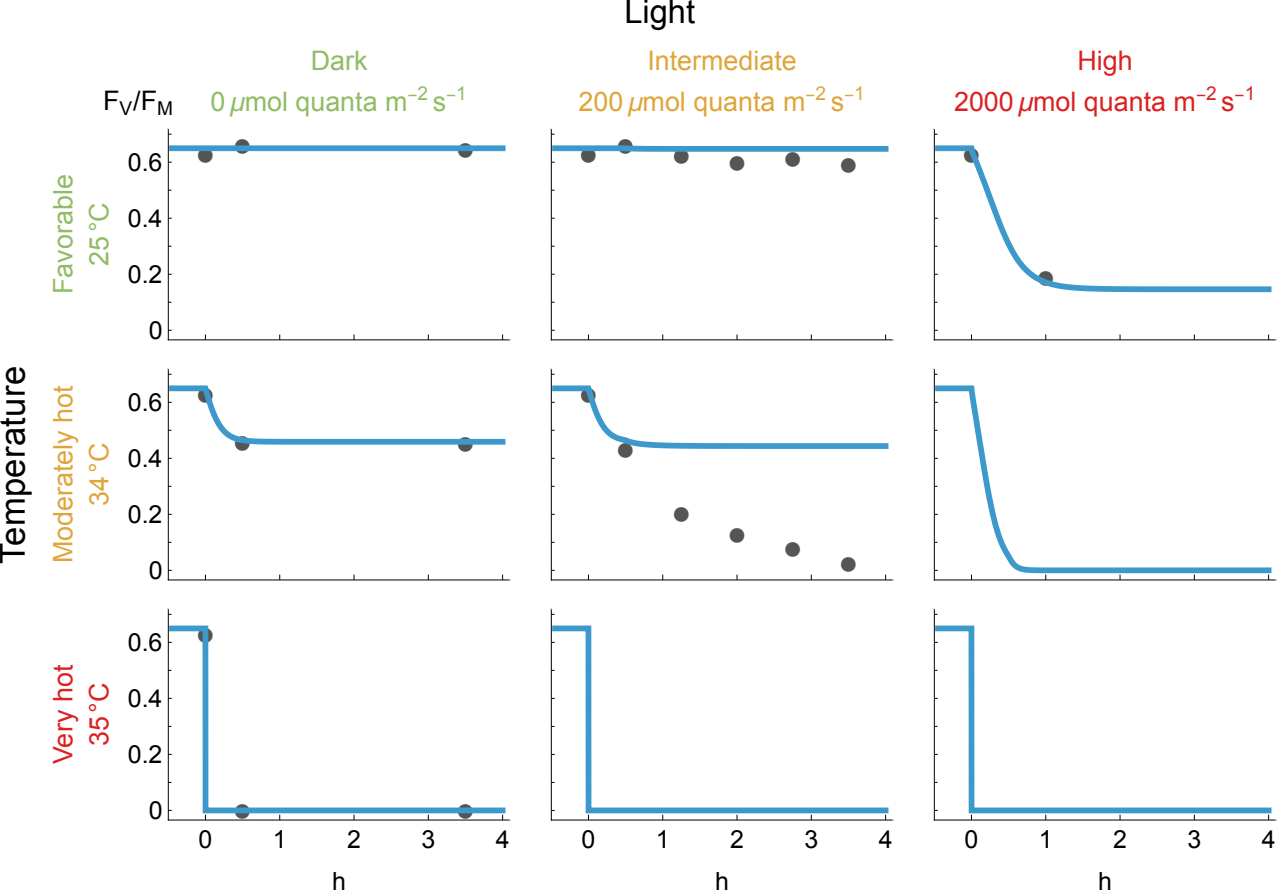 Light
Dark
Intermediate
High
F_V/F_M
0 µmol quanta m⁻² s⁻¹
200 µmol quanta m⁻² s⁻¹
2000 µmol quanta m⁻² s⁻¹
Temperature
Favorable
25 °C
0.6
0.4
0.2
0
Moderately hot
34 °C
0.6
0.4
0.2
0
Very hot
35 °C
0.6
0.4
0.2
0
0 1 2 3 4
0 1 2 3 4
0 1 2 3 4
h
h
h